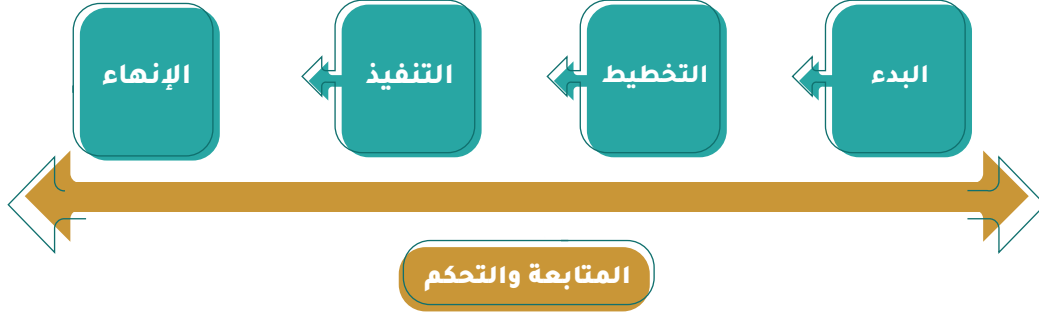 البدء
التخطيط
التنفيذ
الإنهاء
المتابعة والتحكم